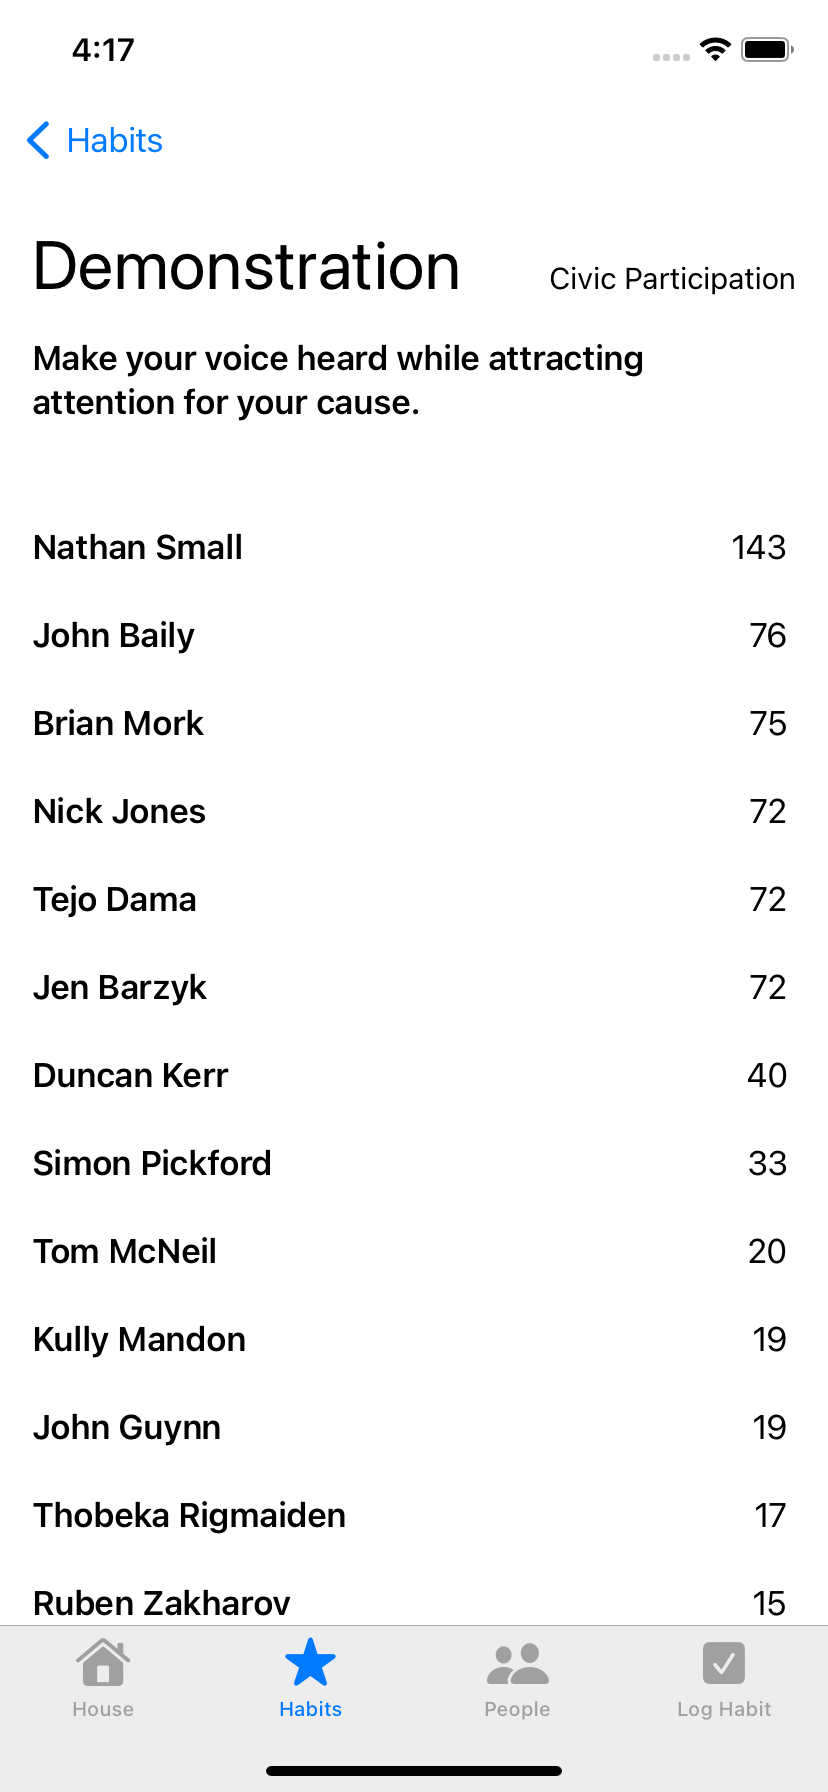 4:17
Habits
Demonstration Civic Participation
Make your voice heard while attracting
attention for your cause.
Nathan Small 143
John Baily 76
Brian Mork 75
Nick Jones 72
Tejo Dama 72
Jen Barzyk 72
Duncan Kerr 40
Simon Pickford 33
Tom McNeil 20
Kully Mandon 19
John Guynn 19
Thobeka Rigmaiden 17
Ruben Zakharov 15
House Habits People Log Habit